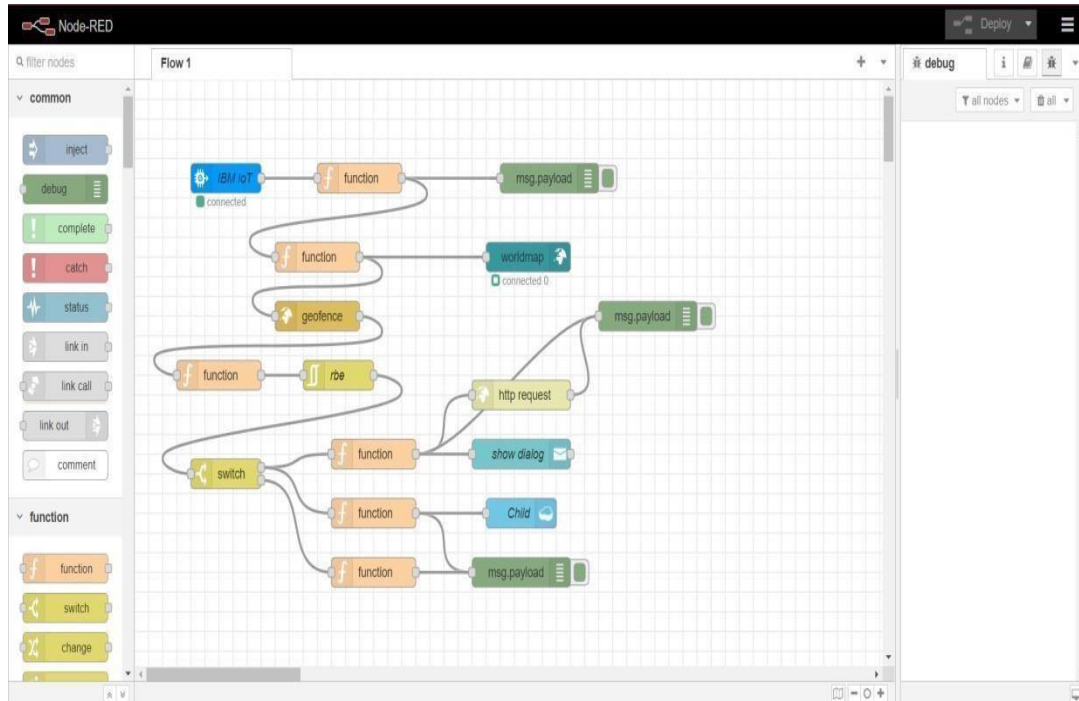 Node-RED
Deploy
filter nodes
Flow 1
debug
i
all nodes
all
common
inject
debug
complete
catch
status
link in
link call
link out
comment
function
function
switch
change
IBM IoT
connected
function
msg.payload
function
worldmap
connected 0
geofence
msg.payload
function
rbe
http request
function
show dialog
switch
function
Child
function
msg.payload